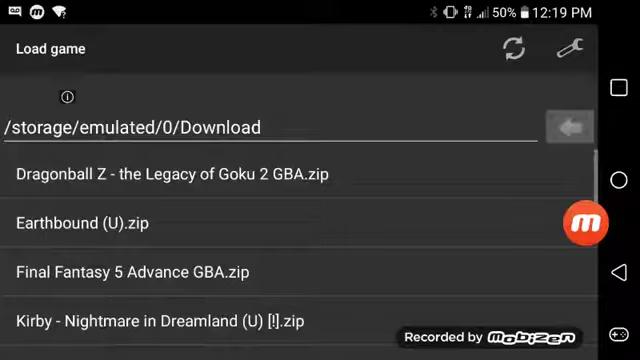 50% 12:19 PM
Load game
/storage/emulated/0/Download
Dragonball Z - the Legacy of Goku 2 GBA.zip
Earthbound (U).zip
Final Fantasy 5 Advance GBA.zip
Kirby - Nightmare in Dreamland (U) [!].zip
Recorded by mobizen